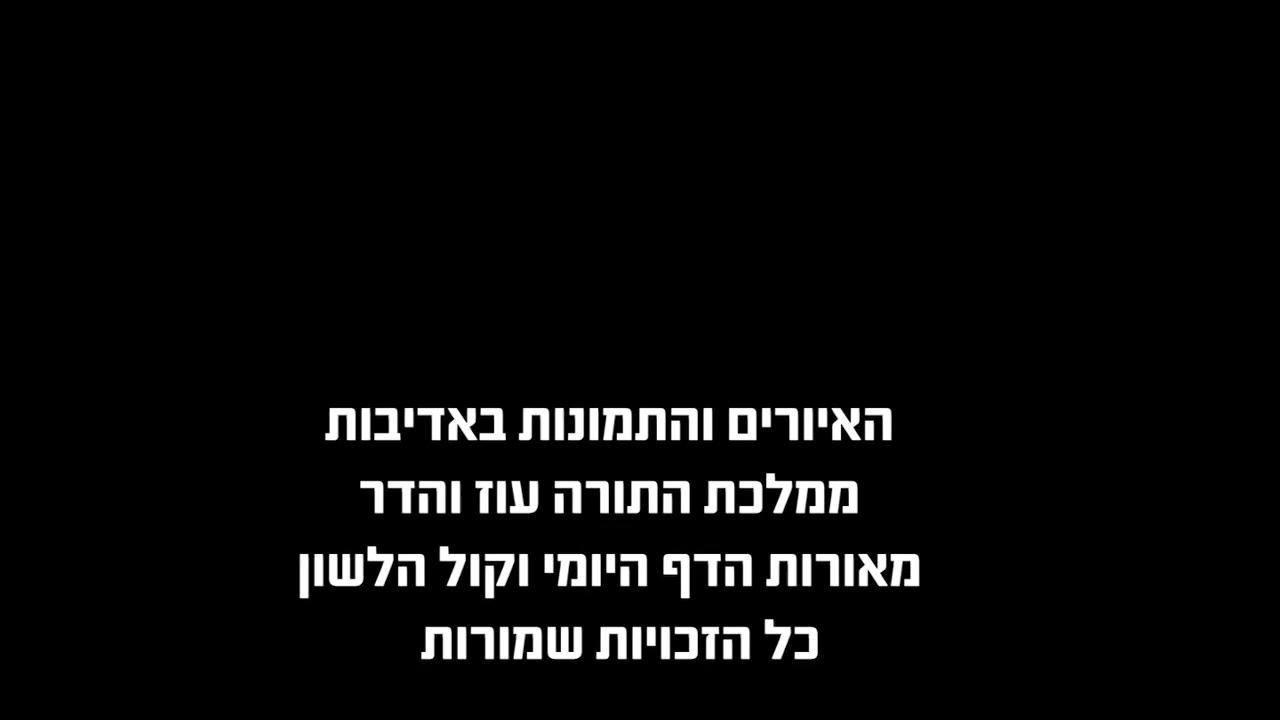 האיורים והתמונות באדיבות
ממלכת התורה עוז והדר
מאורות הדף היומי וקול הלשון
כל הזכויות שמורות